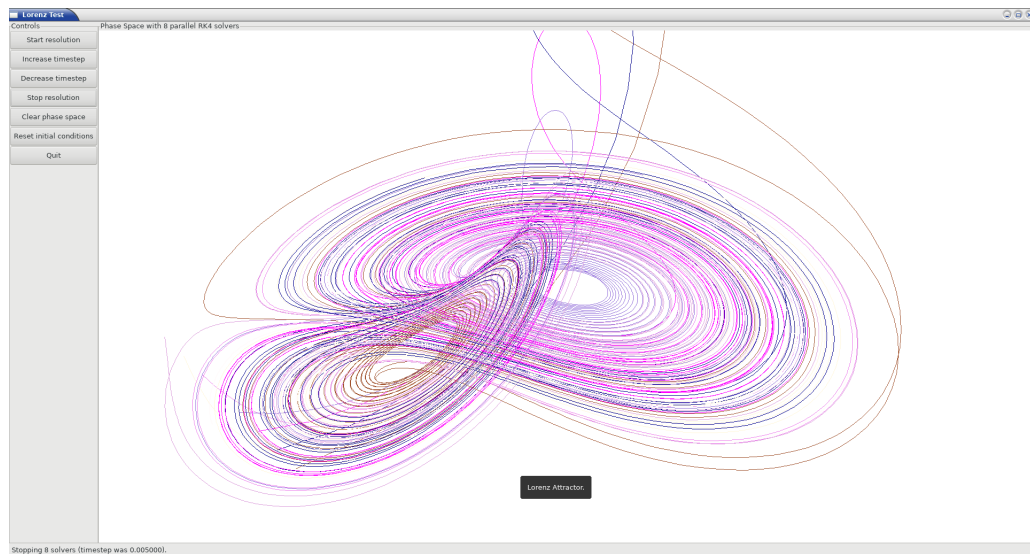 Lorenz Test
Controls
Phase Space with 8 parallel RK4 solvers
Start resolution
Increase timestep
Decrease timestep
Stop resolution
Clear phase space
Reset initial conditions
Quit
Lorenz Attractor.
Stopping 8 solvers (timestep was 0.005000).